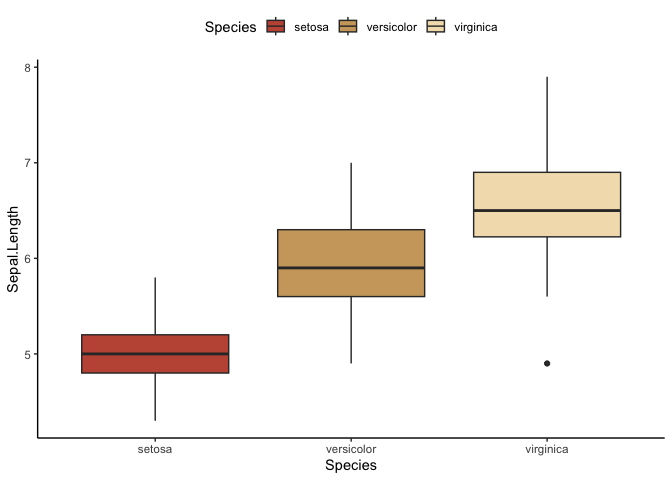 Species setosa versicolor virginica
8
7
6
5
Sepal.Length
setosa versicolor virginica
Species